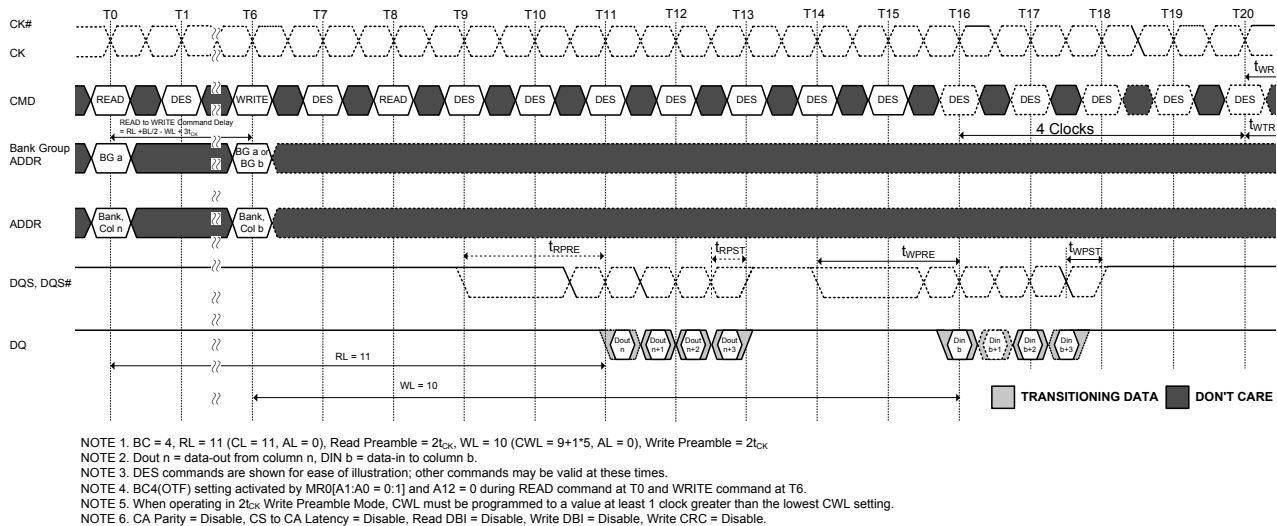 T0 T1 T6 T7 T8 T9 T10 T11 T12 T13 T14 T15 T16 T17 T18 T19 T20
CK#
CK
tWR
CMD READ DES WRITE DES READ DES DES DES DES DES DES DES DES DES DES DES DES
READ to WRITE Command Delay
= RL +BL/2 - WL + 3tCK
4 Clocks
tWTR
Bank Group
ADDR
BG a
BG a or
BG b
ADDR
Bank,
Col n
Bank,
Col b
tRPRE tRPST tWPRE tWPST
DQS, DQS#
DQ
Dout
n
Dout
n+1
Dout
n+2
Dout
n+3
Din
b
Din
b+1
Din
b+2
Din
b+3
RL = 11
WL = 10
TRANSITIONING DATA DON'T CARE
NOTE 1. BC = 4, RL = 11 (CL = 11, AL = 0), Read Preamble = 2tCK, WL = 10 (CWL = 9+1*5, AL = 0), Write Preamble = 2tCK
NOTE 2. Dout n = data-out from column n, DIN b = data-in to column b.
NOTE 3. DES commands are shown for ease of illustration; other commands may be valid at these times.
NOTE 4. BC4(OTF) setting activated by MR0[A1:A0 = 0:1] and A12 = 0 during READ command at T0 and WRITE command at T6.
NOTE 5. When operating in 2tCK Write Preamble Mode, CWL must be programmed to a value at least 1 clock greater than the lowest CWL setting.
NOTE 6. CA Parity = Disable, CS to CA Latency = Disable, Read DBI = Disable, Write DBI = Disable, Write CRC = Disable.